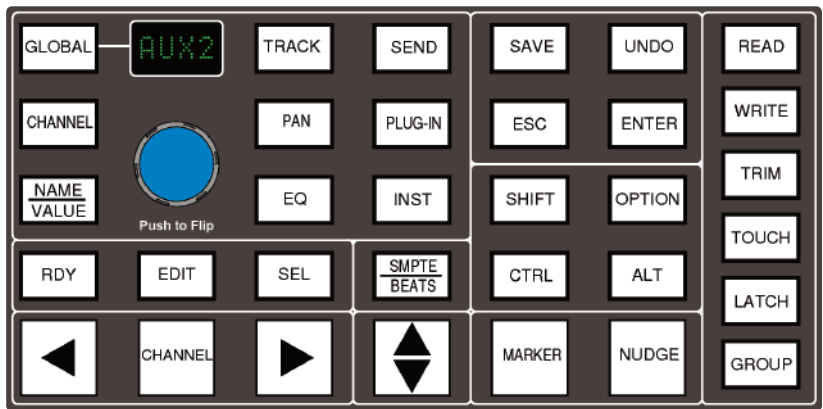 GLOBAL AUX2 TRACK SEND SAVE UNDO READ
CHANNEL PAN PLUG-IN ESC ENTER WRITE
NAME
VALUE
EQ INST SHIFT OPTION TRIM
Push to Flip
TOUCH
RDY EDIT SEL
SMPTE
BEATS
CTRL ALT
LATCH
CHANNEL MARKER NUDGE GROUP